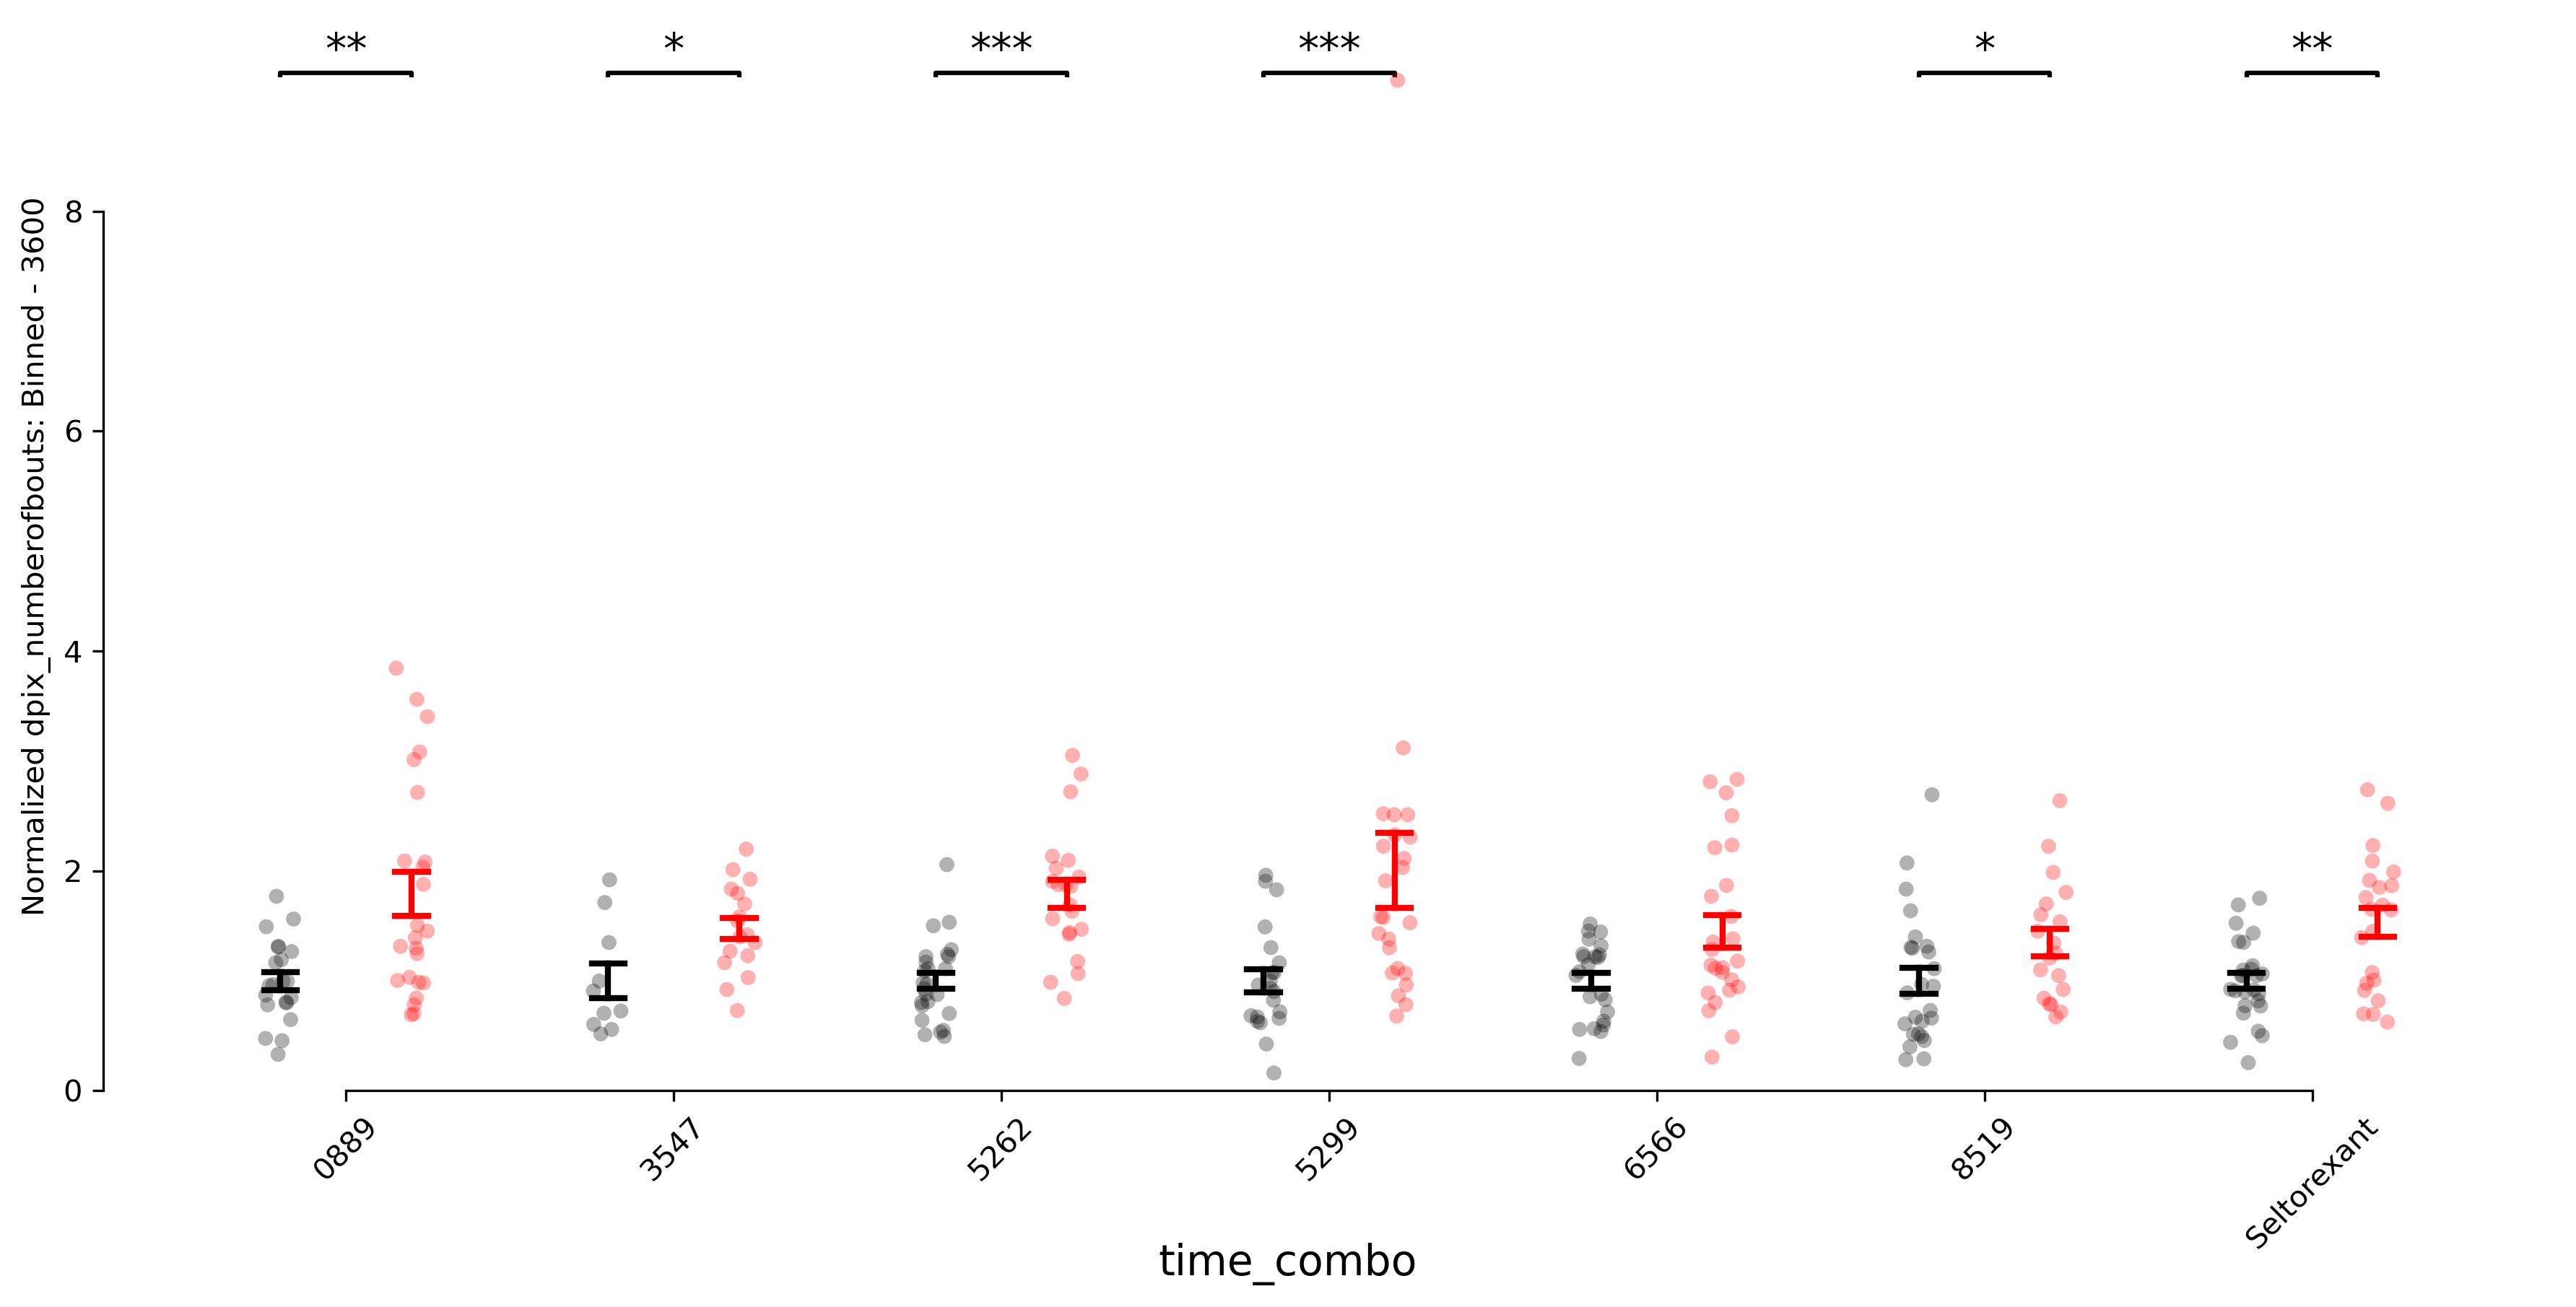 ** * *** *** * **
Normalized dpix_numberofbouts: Binned - 3600
8
6
4
2
0
0889 3547 5262 5299 6566 8519 Seltorexant
time_combo